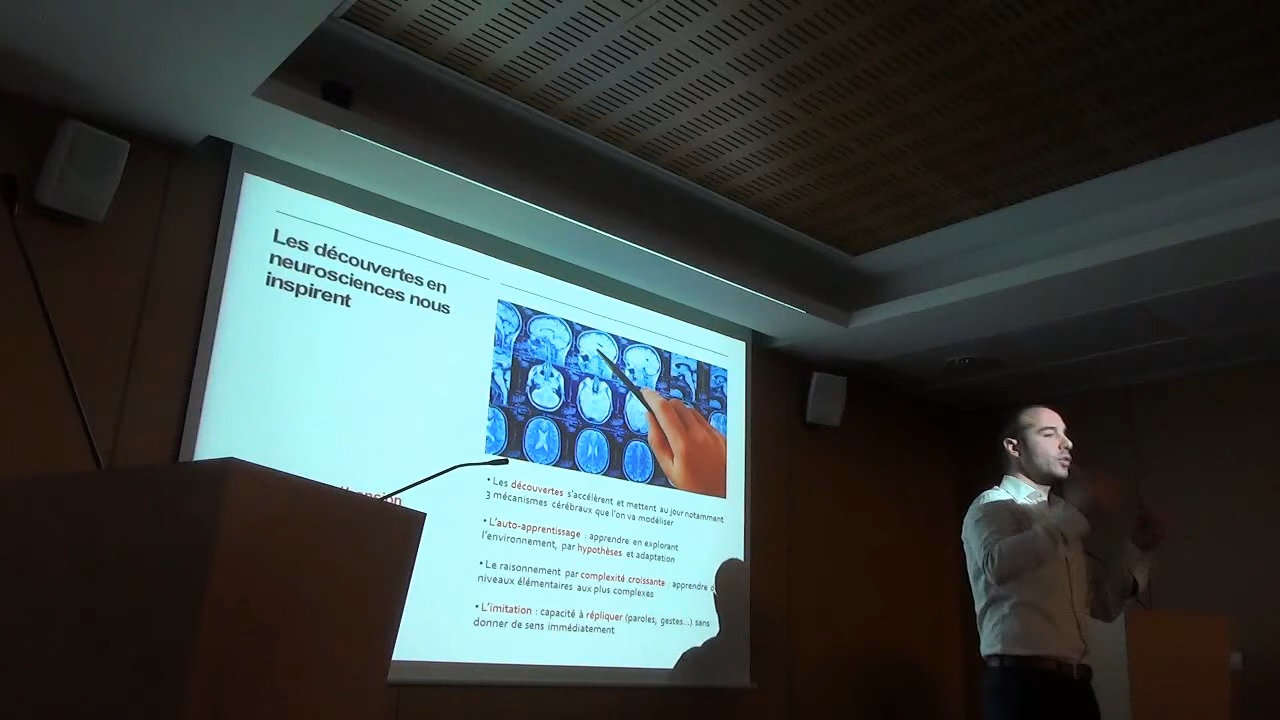 Les découvertes en
neurosciences nous
inspirent
• Les découvertes s'accélèrent et mettent au jour notamment
3 mécanismes cérébraux que l'on va modéliser
• L'auto-apprentissage : apprendre en explorant
l'environnement, par hypothèses et adaptation
• Le raisonnement par complexité croissante : apprendre
niveaux élémentaires aux plus complexes
• L'imitation : capacité à répliquer (paroles, gestes...) sans
donner de sens immédiatement